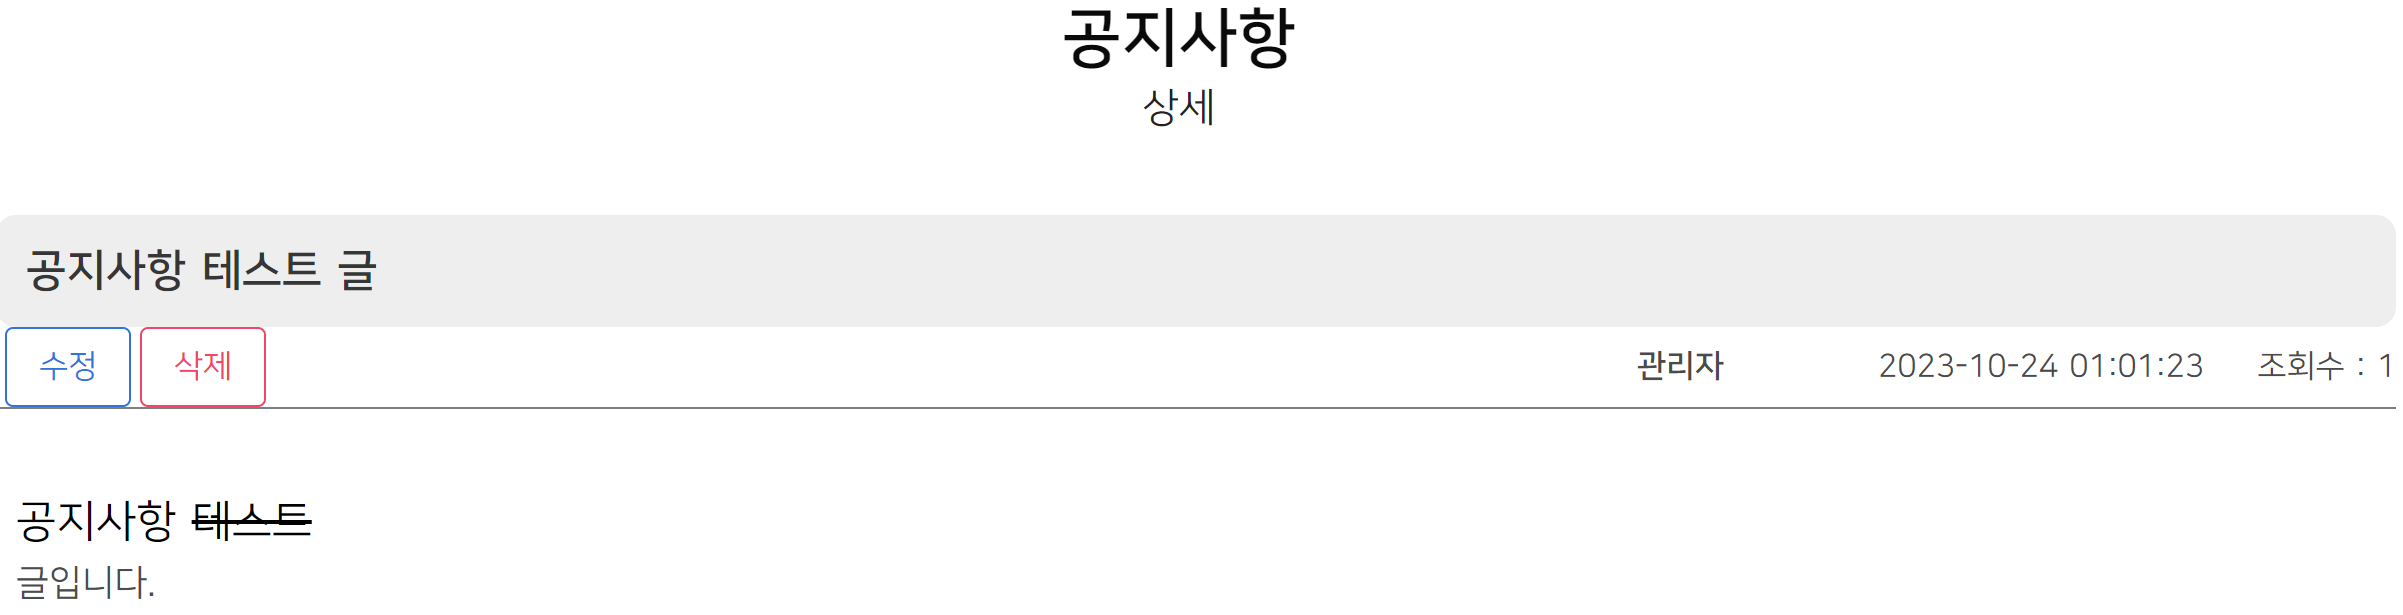 공지사항
상세
공지사항 테스트 글
수정 삭제 관리자 2023-10-24 01:01:23 조회수 : 1
공지사항 테스트
글입니다.